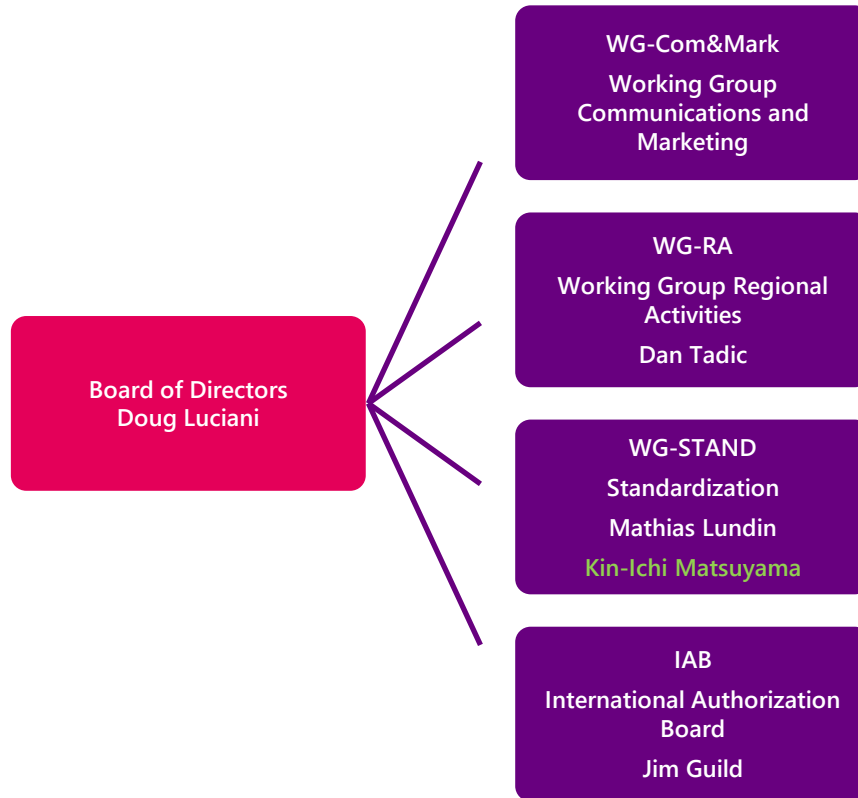 WG-Com&Mark
Working Group
Communications and
Marketing
WG-RA
Working Group Regional
Activities
Dan Tadic
Board of Directors
Doug Luciani
WG-STAND
Standardization
Mathias Lundin
Kin-Ichi Matsuyama
IAB
International Authorization
Board
Jim Guild